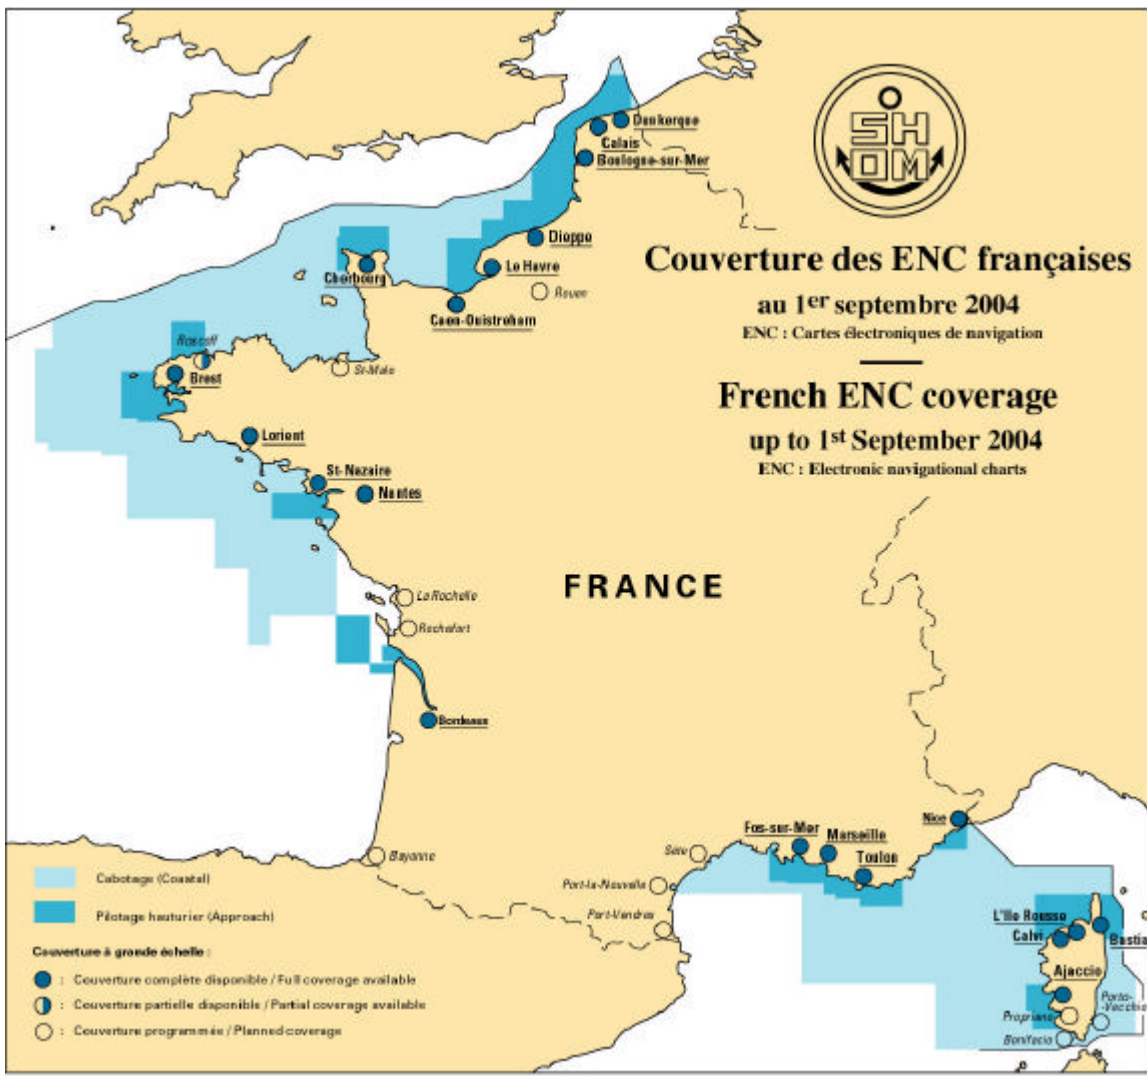 SH
OM
Couverture des ENC françaises
au 1er septembre 2004
ENC : Cartes électroniques de navigation
French ENC coverage
up to 1st September 2004
ENC : Electronic navigational charts
Dunkerque
Calais
Boulogne-sur-Mer
Dieppe
Le Havre
Rouen
Cherbourg
Caen-Ouistreham
Roscoff
Brest
St-Malo
Lorient
St-Nazaire
Nantes
FRANCE
La Rochelle
Rochefort
Bordeaux
Bayonne
Nice
Fos-sur-Mer
Marseille
Toulon
Sète
Port-la-Nouvelle
Port-Vendres
L'Ile Rousse
Calvi
Bastia
Ajaccio
Propriano
Porto-
-Vecchio
Bonifacio
Cabotage (Coastal)
Pilotage hauturier (Approach)
Couverture à grande échelle :
: Couverture complète disponible / Full coverage available
: Couverture partielle disponible / Partial coverage available
: Couverture programmée / Planned coverage